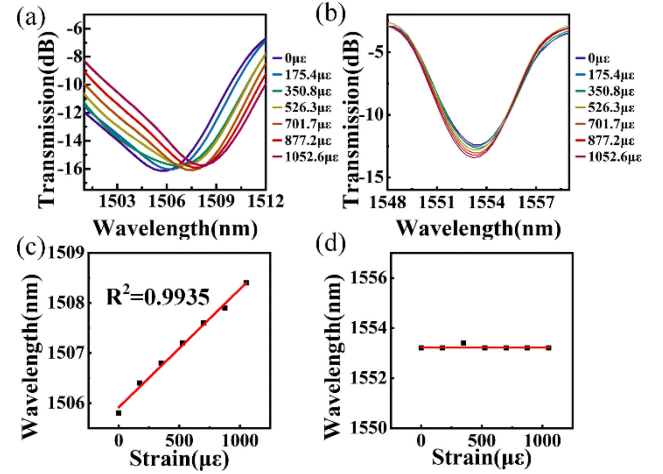 (a)
Transmission(dB)
-6
-8
-10
-12
-14
-16
1503
1506
1509
1512
Wavelength(nm)
0με
175.4με
350.8με
526.3με
701.7με
877.2με
1052.6με
(b)
Transmission(dB)
-5
-10
-15
1548
1551
1554
1557
Wavelength(nm)
0με
175.4με
350.8με
526.3με
701.7με
877.2με
1052.6με
(c)
Wavelength(nm)
1509
1508
1507
1506
R²=0.9935
0
500
1000
Strain(με)
(d)
Wavelength(nm)
1556
1553
1550
0
500
1000
Strain(με)